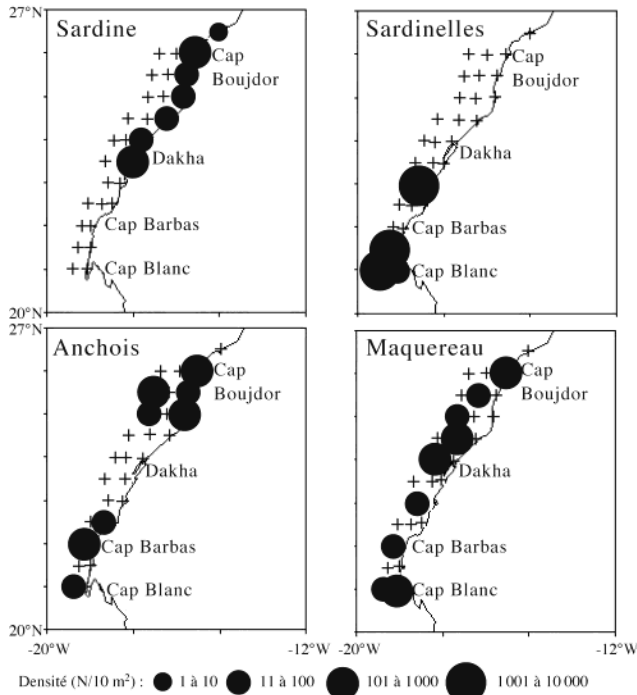 27°N
Sardine
Cap
Boujdor
Dakha
Cap Barbas
Cap Blanc
20°N
Sardinelles
Cap
Boujdor
Dakha
Cap Barbas
Cap Blanc
27°N
Anchois
Cap
Boujdor
Dakha
Cap Barbas
Cap Blanc
20°N
-20°W
-12°W
Maquereau
Cap
Boujdor
Dakha
Cap Barbas
Cap Blanc
-20°W
-12°W
Densité (N/10 m²) : 1 à 10 11 à 100 101 à 1000 1001 à 10 000